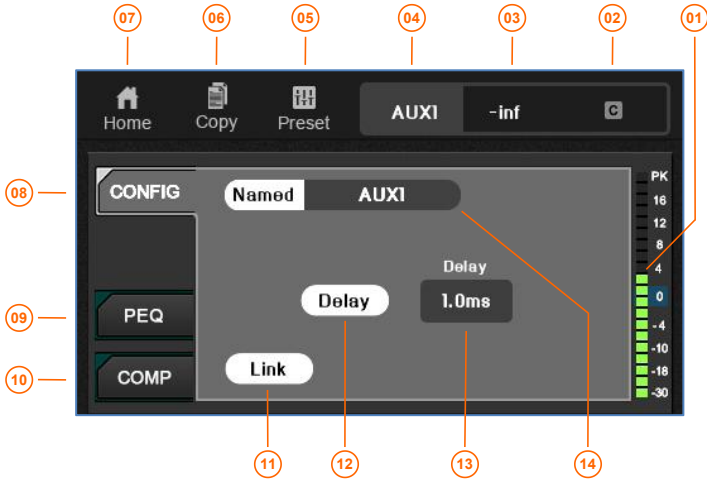 07 06 05 04 03 02 01
Home Copy Preset AUX1 -inf C
08 CONFIG Named AUX1 PK
16
12
8
Delay 4
Delay 1.0ms 0
09 PEQ -4
-10
10 COMP Link -18
-30
11 12 13 14